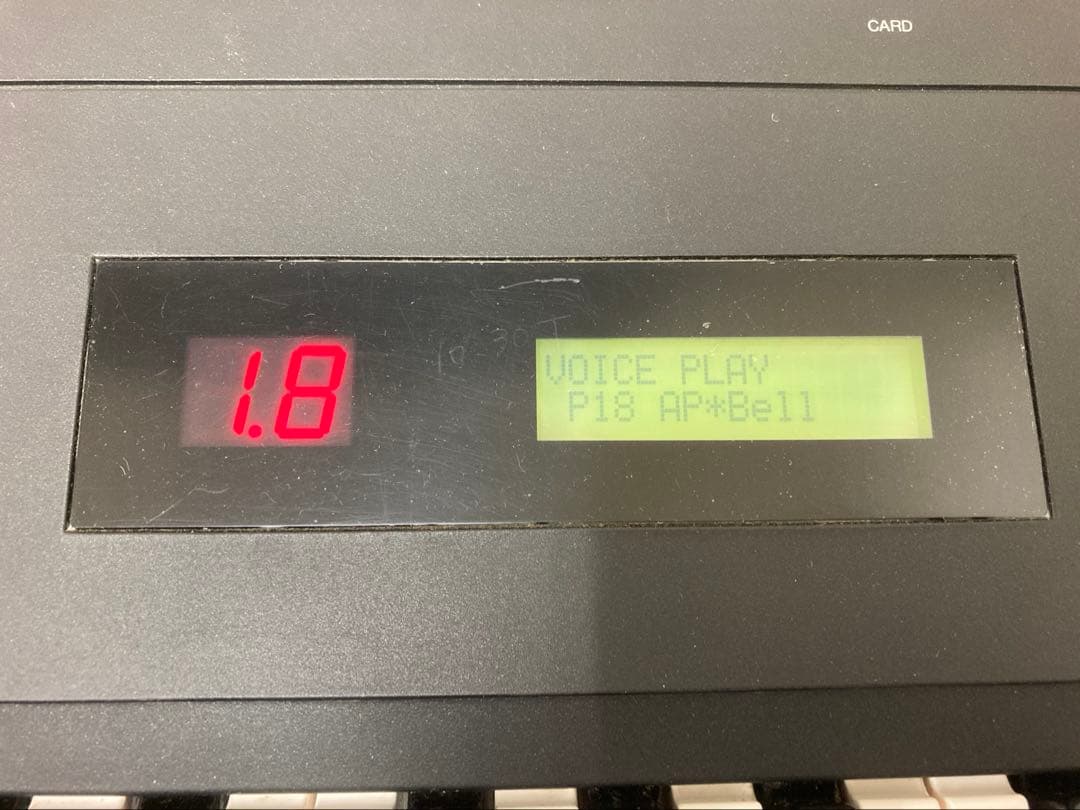 CARD
1.8
VOICE PLAY
P18 AP*Bell